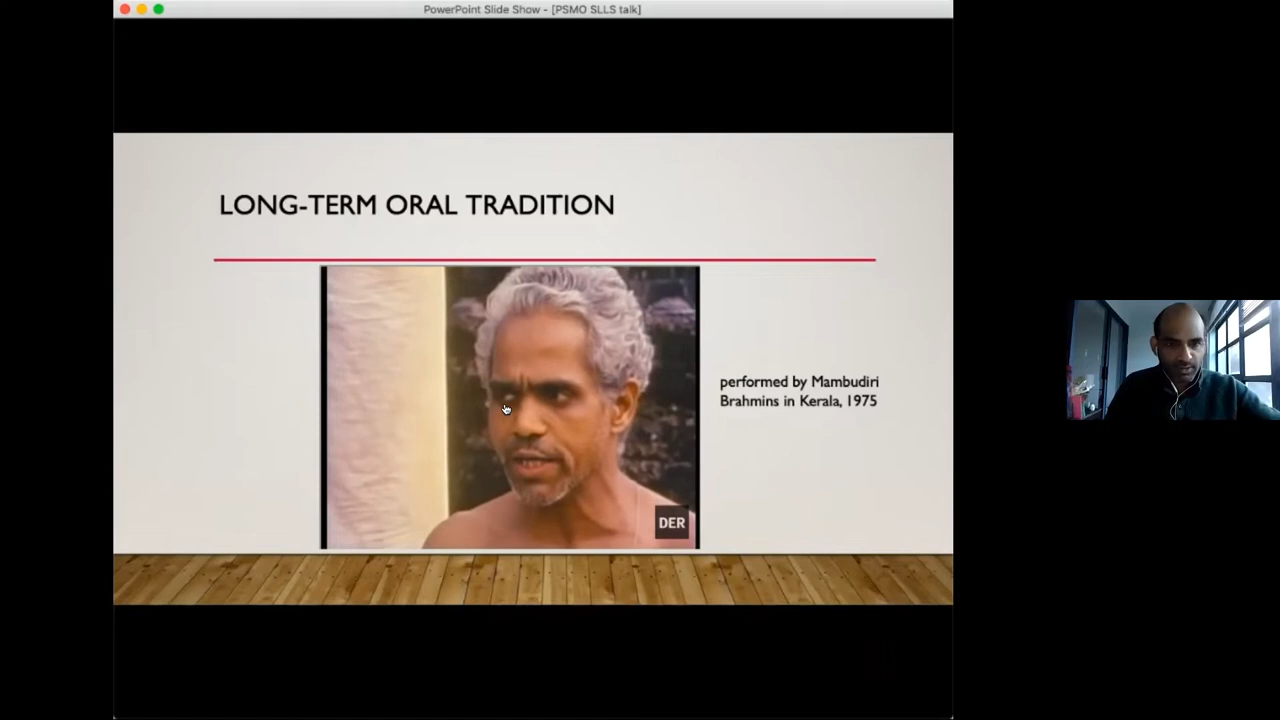 PowerPoint Slide Show - [PSMO SLLS talk]
LONG-TERM ORAL TRADITION
performed by Mambudiri
Brahmins in Kerala, 1975
DER